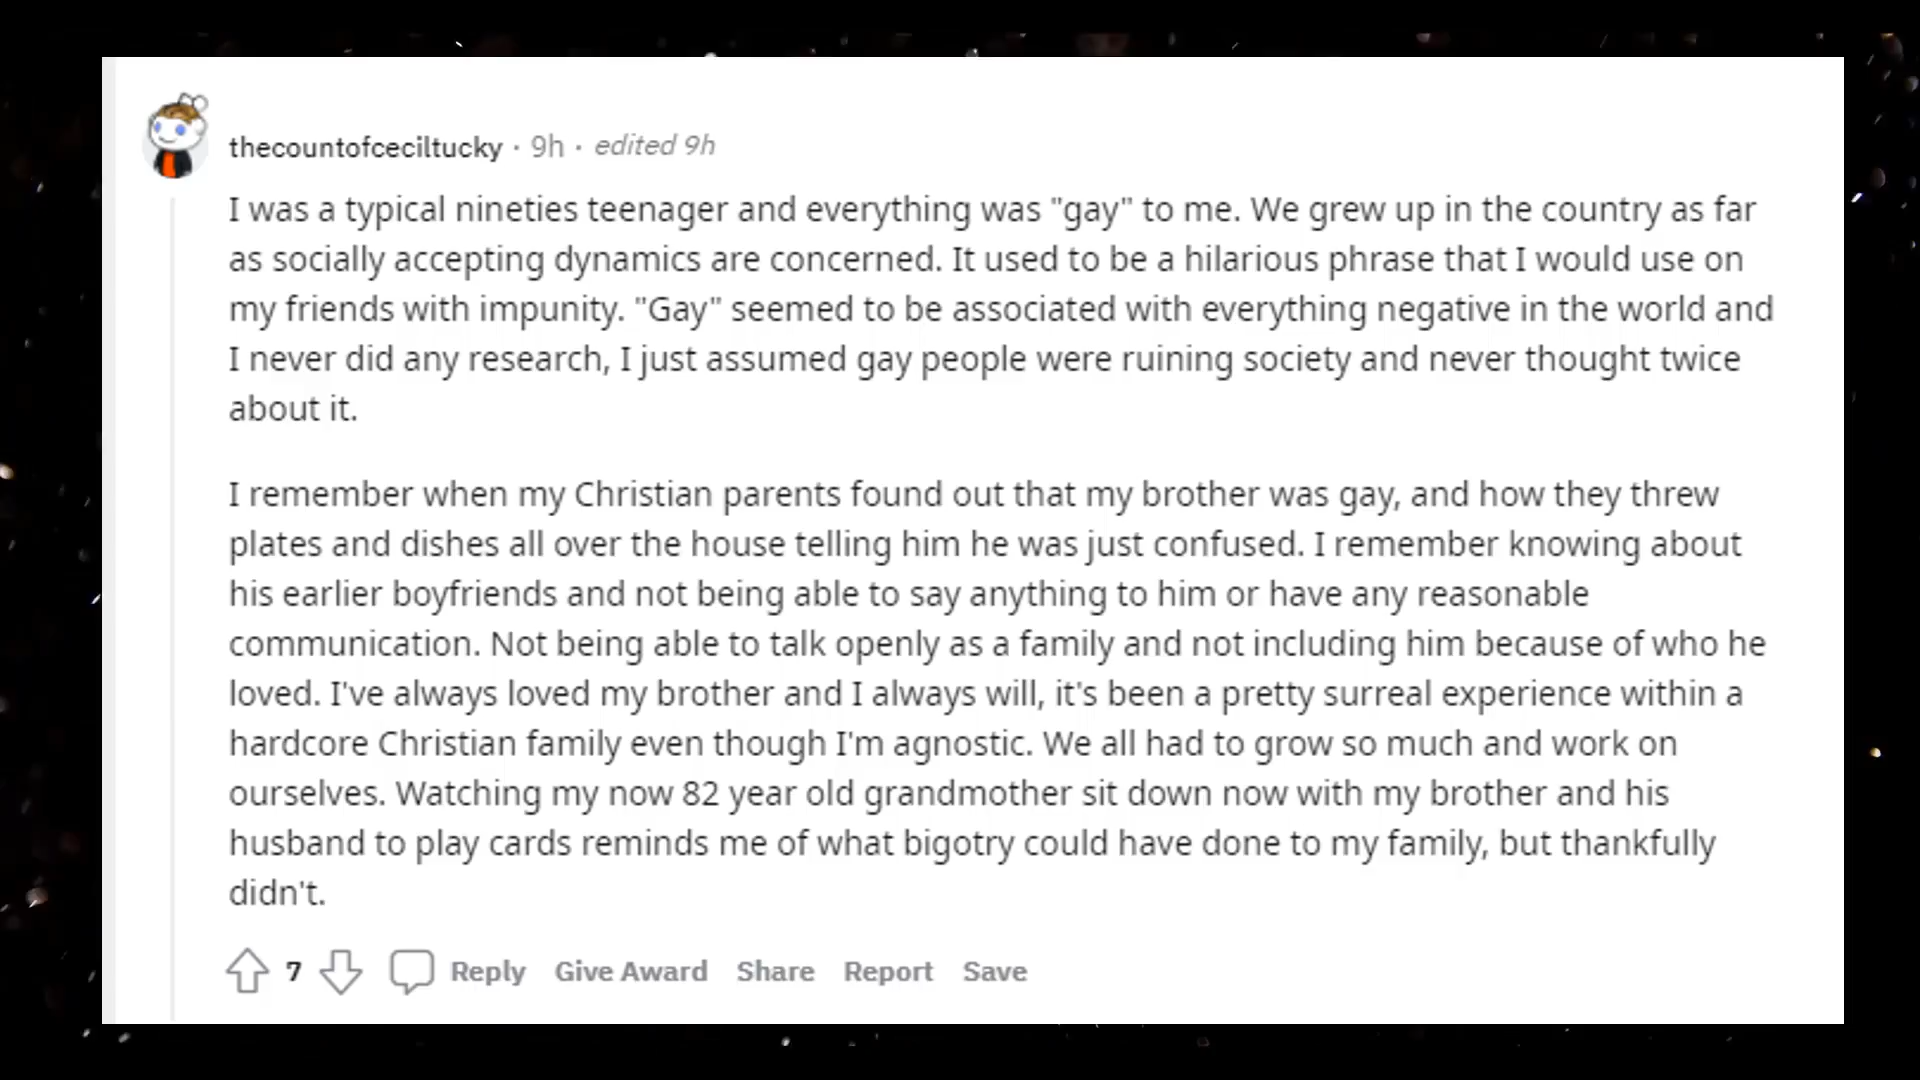 thecountofceciltucky · 9h · edited 9h
I was a typical nineties teenager and everything was "gay" to me. We grew up in the country as far
as socially accepting dynamics are concerned. It used to be a hilarious phrase that I would use on
my friends with impunity. "Gay" seemed to be associated with everything negative in the world and
I never did any research, I just assumed gay people were ruining society and never thought twice
about it.
I remember when my Christian parents found out that my brother was gay, and how they threw
plates and dishes all over the house telling him he was just confused. I remember knowing about
his earlier boyfriends and not being able to say anything to him or have any reasonable
communication. Not being able to talk openly as a family and not including him because of who he
loved. I've always loved my brother and I always will, it's been a pretty surreal experience within a
hardcore Christian family even though I'm agnostic. We all had to grow so much and work on
ourselves. Watching my now 82 year old grandmother sit down now with my brother and his
husband to play cards reminds me of what bigotry could have done to my family, but thankfully
didn't.
7 Reply Give Award Share Report Save